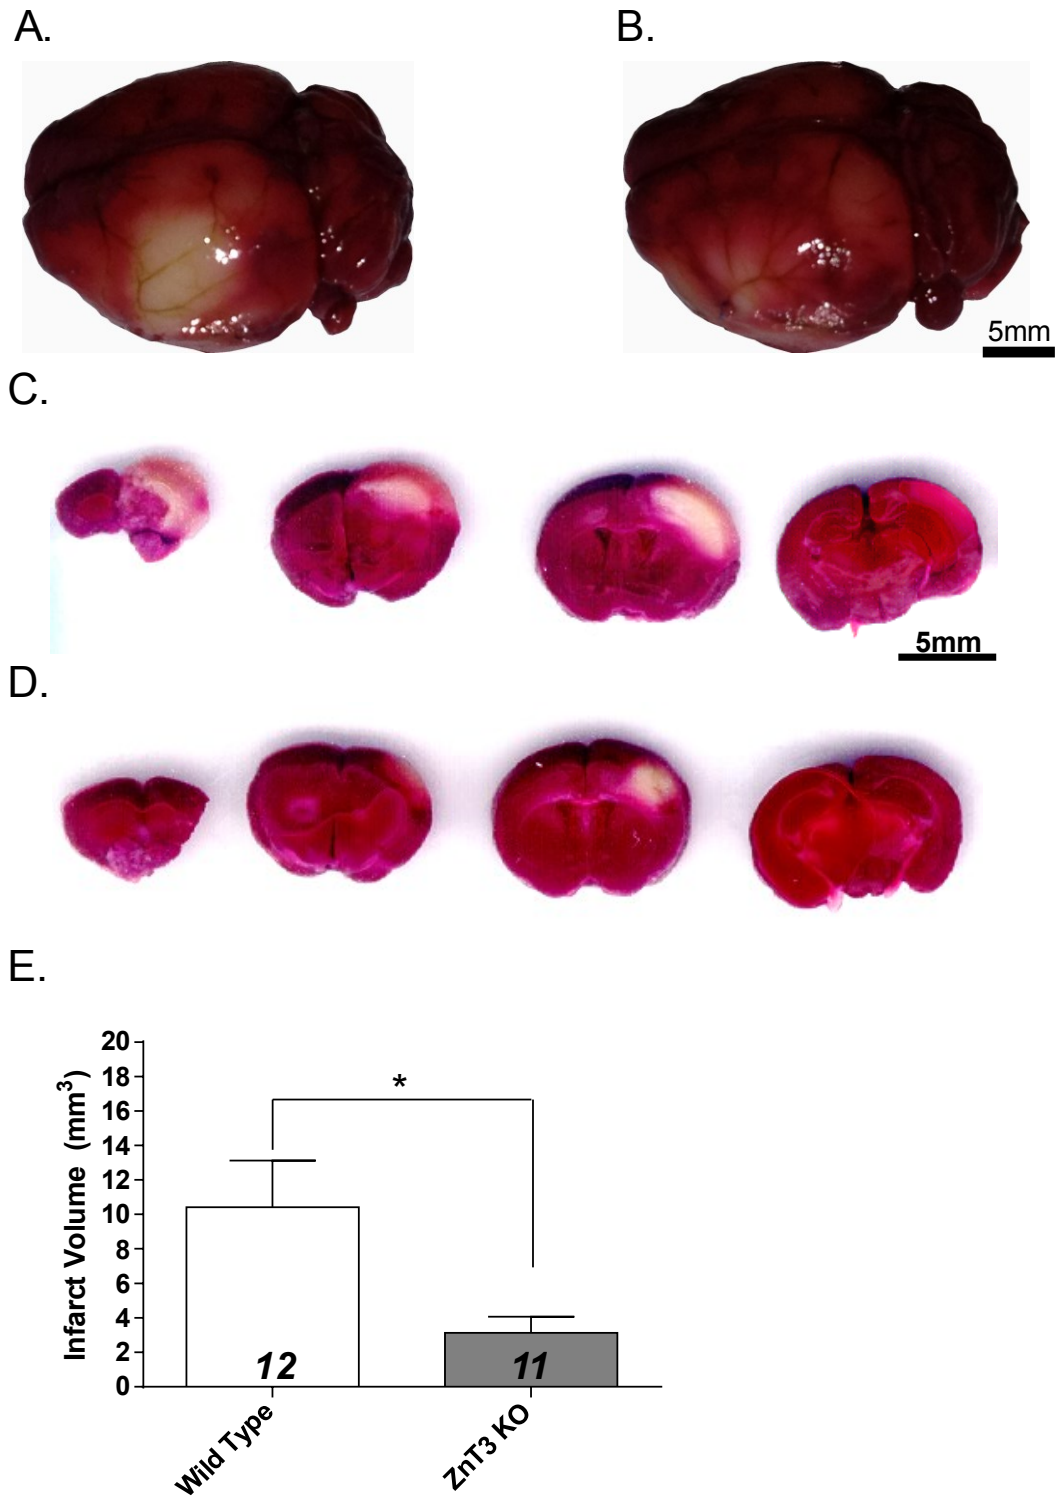 A.
B.
5mm
C.
5mm
D.
E.
Infarct Volume (mm³)
20
18
16
14
12
10
8
6
4
2
0
*
12
11
Wild Type
ZnT3 KO